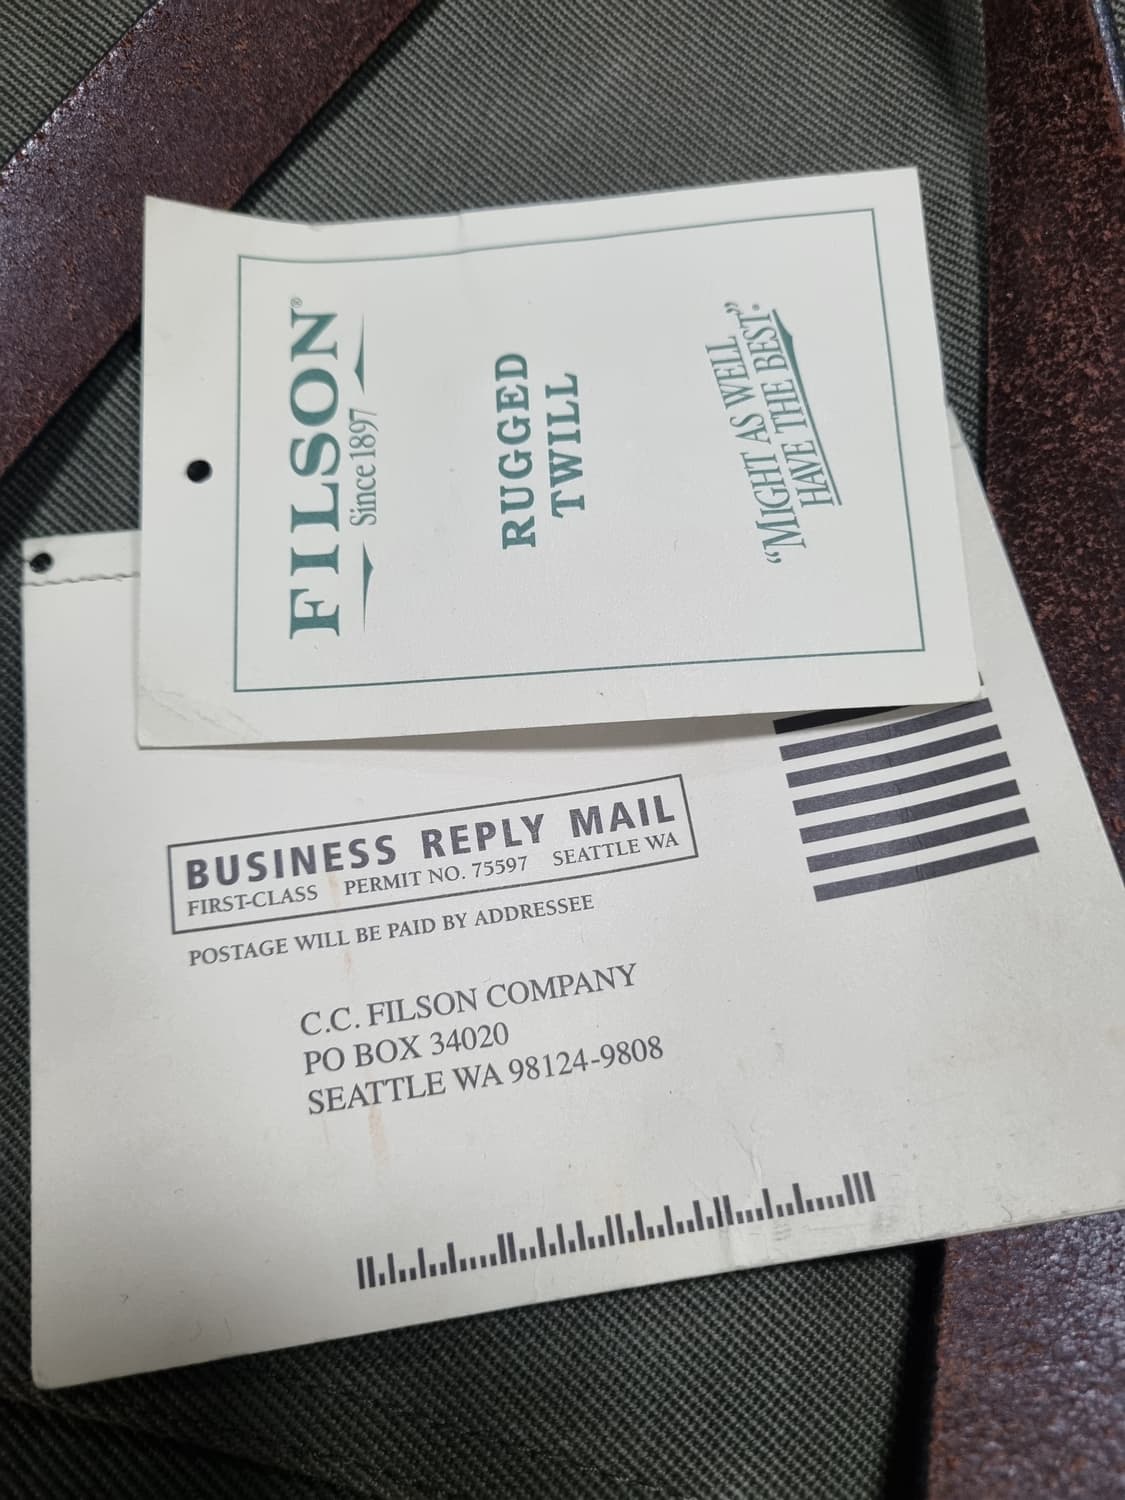 FILSON®
Since 1897
RUGGED
TWILL
“MIGHT AS WELL
HAVE THE BEST.”
BUSINESS REPLY MAIL
FIRST-CLASS PERMIT NO. 75597 SEATTLE WA
POSTAGE WILL BE PAID BY ADDRESSEE
C.C. FILSON COMPANY
PO BOX 34020
SEATTLE WA 98124-9808